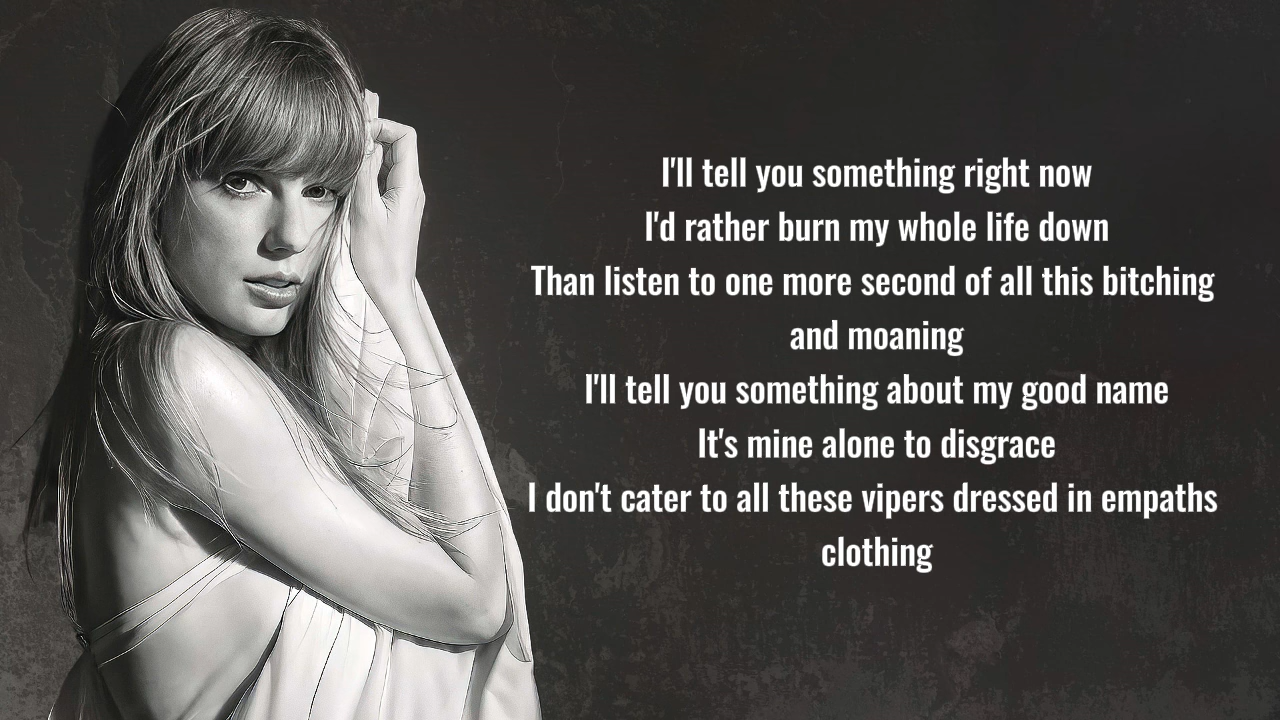 I'll tell you something right now
I'd rather burn my whole life down
Than listen to one more second of all this bitching
and moaning
I'll tell you something about my good name
It's mine alone to disgrace
I don't cater to all these vipers dressed in empaths
clothing